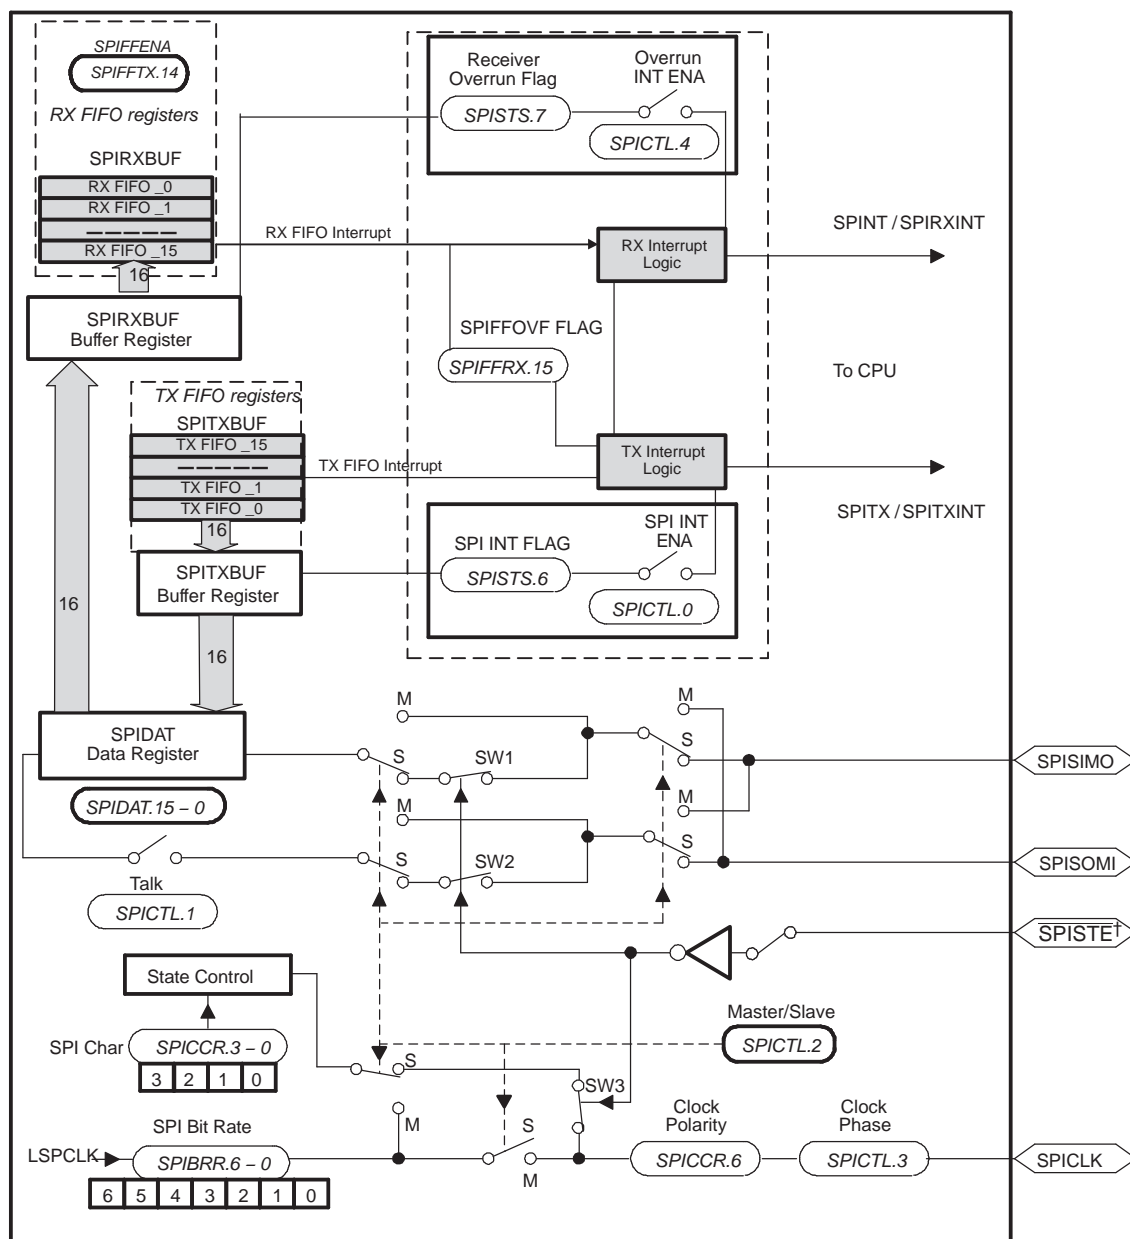 SPIFFENA
SPIFFTX.14
RX FIFO registers
SPIRXBUF
RX FIFO _0
RX FIFO _1
— — — — —
RX FIFO _15
16
SPIRXBUF
Buffer Register
Receiver
Overrun Flag
SPISTS.7
Overrun
INT ENA
SPICTL.4
RX FIFO Interrupt
RX Interrupt
Logic
SPINT / SPIRXINT
SPIFFOVF FLAG
SPIFFRX.15
To CPU
TX FIFO registers
SPITXBUF
TX FIFO _15
— — — — — —
TX FIFO _1
TX FIFO _0
16
TX FIFO Interrupt
TX Interrupt
Logic
SPITX / SPITXINT
SPITXBUF
Buffer Register
SPI INT FLAG
SPISTS.6
SPI INT
ENA
SPICTL.0
16
16
SPIDAT
Data Register
SPIDAT.15 – 0
M
S
SW1
M
S
SPISIMO
M
S
SW2
M
S
SPISOMI
Talk
SPICTL.1
SPISTE†
State Control
Master/Slave
SPICTL.2
SPI Char
SPICCR.3 – 0
3 2 1 0
S
M
SW3
SPI Bit Rate
LSPCLK
SPIBRR.6 – 0
6 5 4 3 2 1 0
S
M
Clock
Polarity
SPICCR.6
Clock
Phase
SPICTL.3
SPICLK